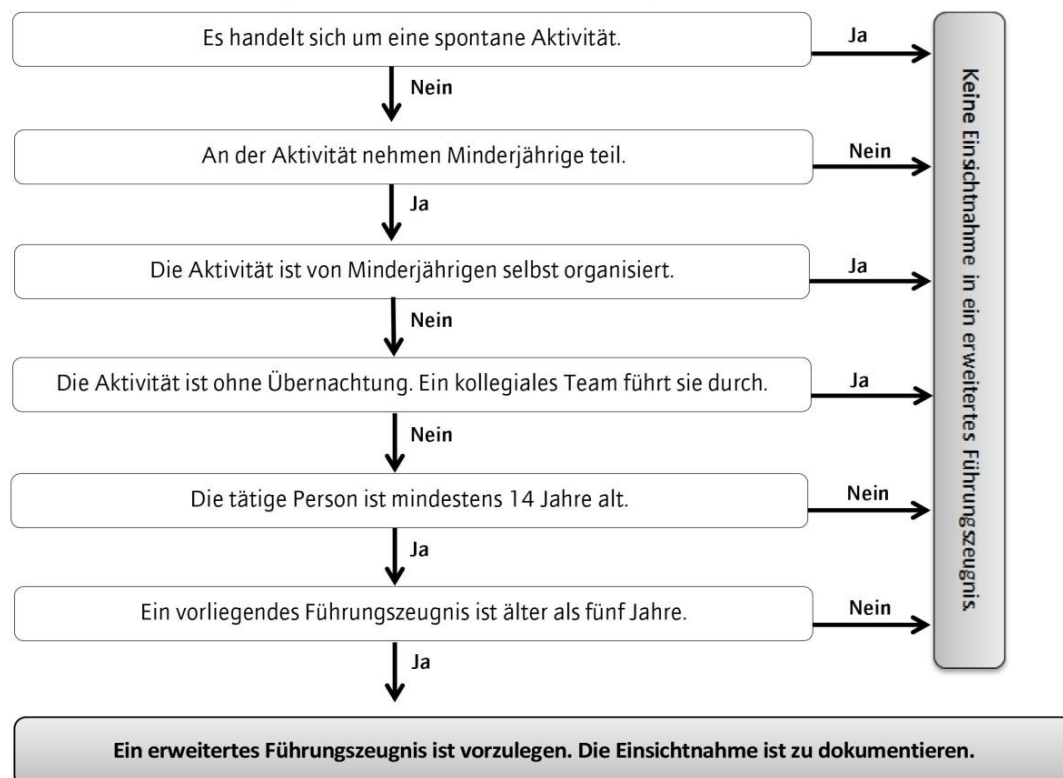 Es handelt sich um eine spontane Aktivität.
Ja
Nein
An der Aktivität nehmen Minderjährige teil.
Nein
Ja
Die Aktivität ist von Minderjährigen selbst organisiert.
Ja
Nein
Die Aktivität ist ohne Übernachtung. Ein kollegiales Team führt sie durch.
Ja
Nein
Die tätige Person ist mindestens 14 Jahre alt.
Nein
Ja
Ein vorliegendes Führungszeugnis ist älter als fünf Jahre.
Nein
Ja
Keine Einsichtnahme in ein erweitertes Führungszeugnis.
Ein erweitertes Führungszeugnis ist vorzulegen. Die Einsichtnahme ist zu dokumentieren.